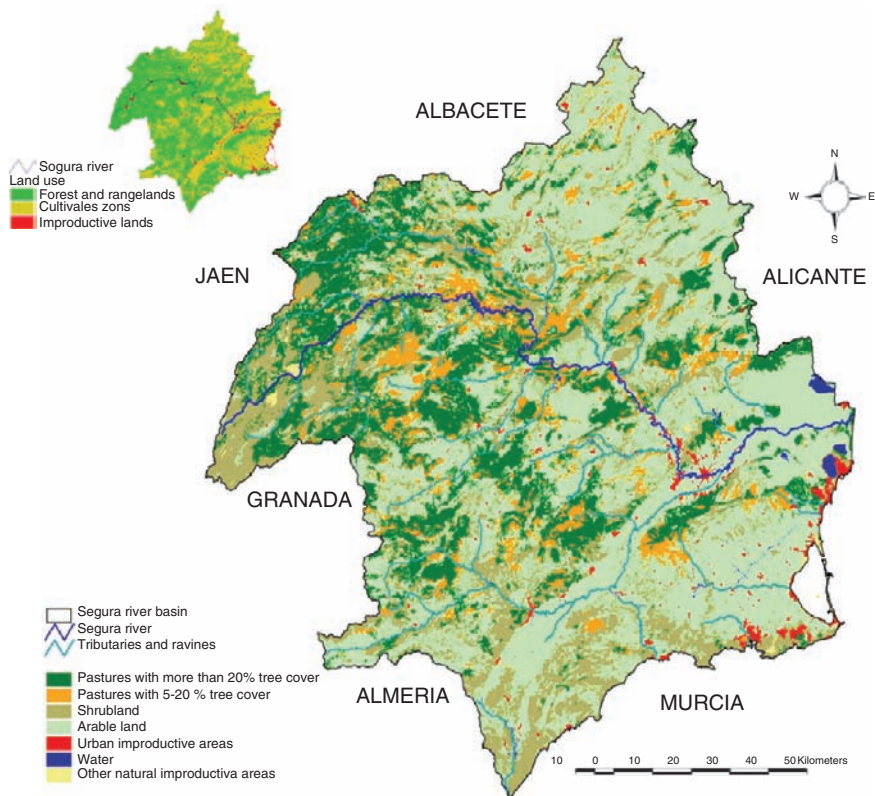 ALBACETE
Sogura river
Land use
Forest and rangelands
Cultivales zons
Improductive lands
N
W E
S
JAEN
ALICANTE
GRANADA
Segura river basin
Segura river
Tributaries and ravines
ALMERIA
MURCIA
Pastures with more than 20% tree cover
Pastures with 5-20 % tree cover
Shrubland
Arable land
Urban improductive areas
Water
Other natural improductiva areas
10 0 10 20 30 40 50 Kilometers